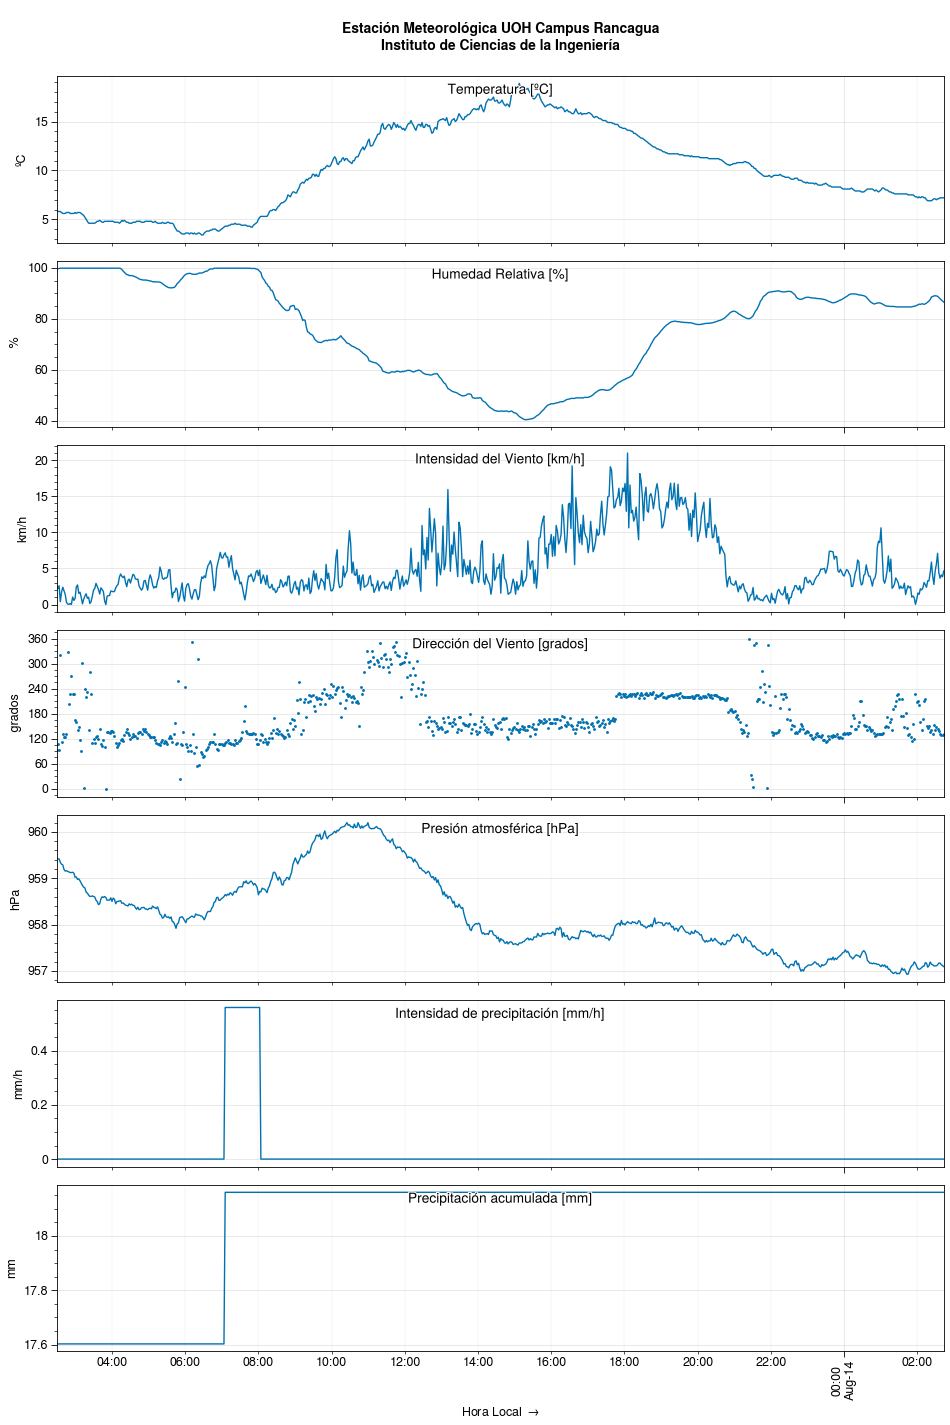 Estación Meteorológica UOH Campus Rancagua
Instituto de Ciencias de la Ingeniería
Temperatura [ºC]
15
10
5
ºC
Humedad Relativa [%]
100
80
60
40
%
Intensidad del Viento [km/h]
20
15
10
5
0
km/h
Dirección del Viento [grados]
360
300
240
180
120
60
0
grados
Presión atmosférica [hPa]
960
959
958
957
hPa
Intensidad de precipitación [mm/h]
0.4
0.2
0
mm/h
Precipitación acumulada [mm]
18
17.8
17.6
mm
04:00 06:00 08:00 10:00 12:00 14:00 16:00 18:00 20:00 22:00 00:00 02:00
Aug-14
Hora Local →